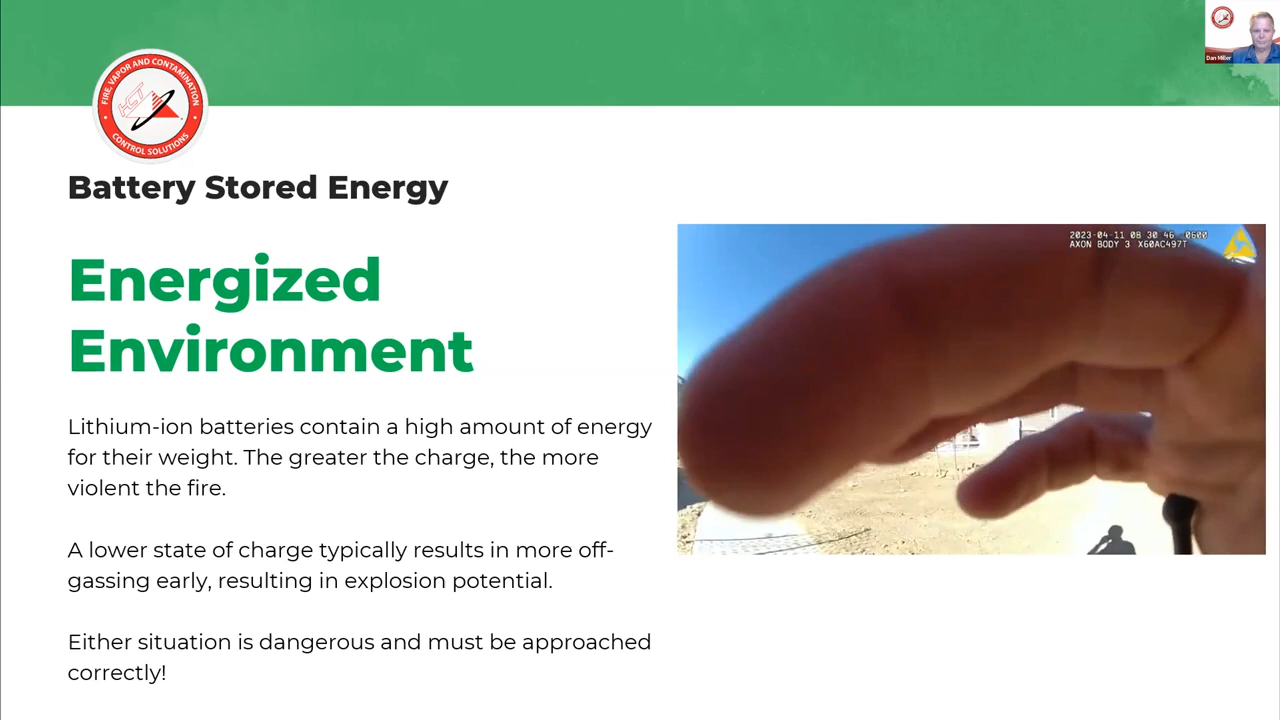 FIRE, VAPOR AND CONTAMINATION
HCT
CONTROL SOLUTIONS
Dan Miller
Battery Stored Energy
Energized
Environment
Lithium-ion batteries contain a high amount of energy
for their weight. The greater the charge, the more
violent the fire.
A lower state of charge typically results in more off-
gassing early, resulting in explosion potential.
Either situation is dangerous and must be approached
correctly!
2023-04-11 08 30 46 -0600
AXON BODY 3 X60AC497T